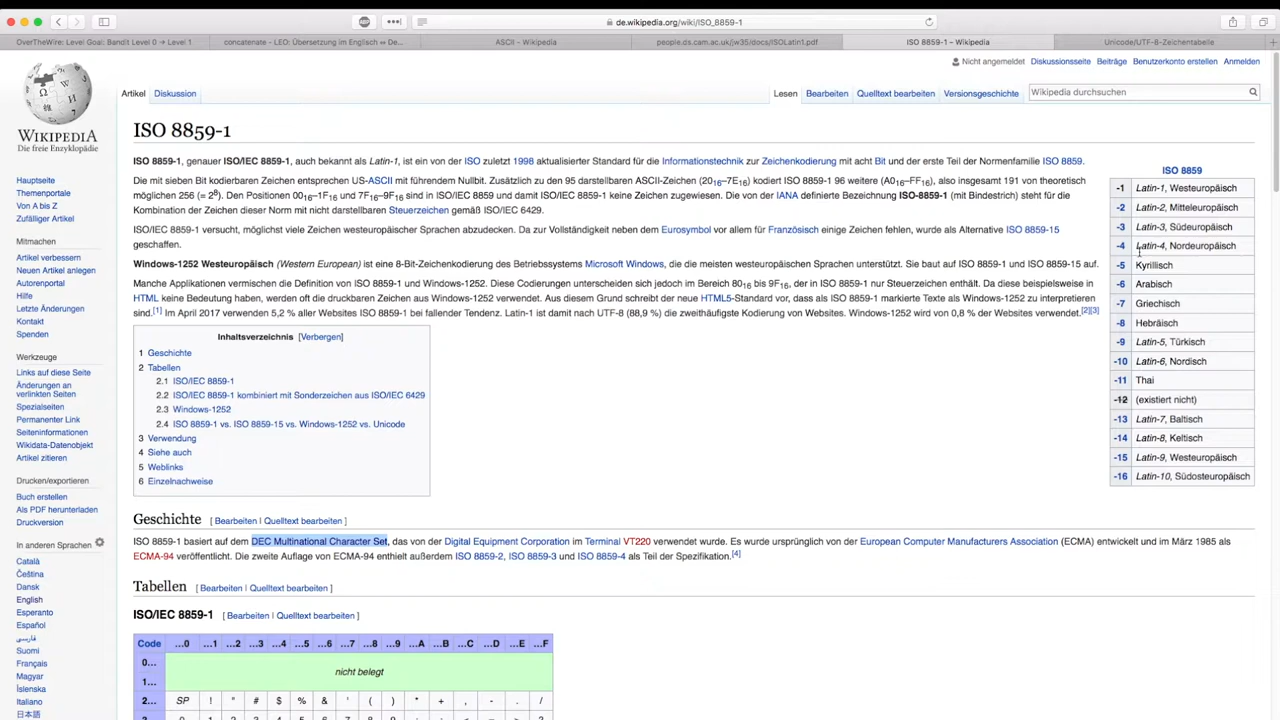 de.wikipedia.org/wiki/ISO_8859-1
OverTheWire: Level Goal: Bandit Level 0 → Level 1
concatenate - LEO: Übersetzung im Englisch ⇔ De...
ASCII - Wikipedia
people.ds.cam.ac.uk/jw35/docs/ISOLatin1.pdf
ISO 8859-1 – Wikipedia
Unicode/UTF-8-Zeichentabelle
Nicht angemeldet Diskussionsseite Beiträge Benutzerkonto erstellen Anmelden
Artikel Diskussion
Lesen Bearbeiten Quelltext bearbeiten Versionsgeschichte
Wikipedia durchsuchen
WIKIPEDIA
Die freie Enzyklopädie
Hauptseite
Themenportale
Von A bis Z
Zufälliger Artikel
Mitmachen
Artikel verbessern
Neuen Artikel anlegen
Autorenportal
Hilfe
Letzte Änderungen
Kontakt
Spenden
Werkzeuge
Links auf diese Seite
Änderungen an
verlinkten Seiten
Spezialseiten
Permanenter Link
Seiteninformationen
Wikidata-Datenobjekt
Artikel zitieren
Drucken/exportieren
Buch erstellen
Als PDF herunterladen
Druckversion
In anderen Sprachen
Català
Čeština
Dansk
English
Esperanto
Español
فارسی
Suomi
Français
Magyar
Íslenska
Italiano
日本語
ISO 8859-1
ISO 8859-1, genauer ISO/IEC 8859-1, auch bekannt als Latin-1, ist ein von der ISO zuletzt 1998 aktualisierter Standard für die Informationstechnik zur Zeichenkodierung mit acht Bit und der erste Teil der Normenfamilie ISO 8859.
Die mit sieben Bit kodierbaren Zeichen entsprechen US-ASCII mit führendem Nullbit. Zusätzlich zu den 95 darstellbaren ASCII-Zeichen (20₁₆–7E₁₆) kodiert ISO 8859-1 96 weitere (A0₁₆–FF₁₆), also insgesamt 191 von theoretisch
möglichen 256 (= 2⁸). Den Positionen 00₁₆–1F₁₆ und 7F₁₆–9F₁₆ sind in ISO/IEC 8859 und damit ISO/IEC 8859-1 keine Zeichen zugewiesen. Die von der IANA definierte Bezeichnung ISO-8859-1 (mit Bindestrich) steht für die
Kombination der Zeichen dieser Norm mit nicht darstellbaren Steuerzeichen gemäß ISO/IEC 6429.
ISO/IEC 8859-1 versucht, möglichst viele Zeichen westeuropäischer Sprachen abzudecken. Da zur Vollständigkeit neben dem Eurosymbol vor allem für Französisch einige Zeichen fehlen, wurde als Alternative ISO 8859-15
geschaffen.
Windows-1252 Westeuropäisch (Western European) ist eine 8-Bit-Zeichenkodierung des Betriebssystems Microsoft Windows, die die meisten westeuropäischen Sprachen unterstützt. Sie baut auf ISO 8859-1 und ISO 8859-15 auf.
Manche Applikationen vermischen die Definition von ISO 8859-1 und Windows-1252. Diese Codierungen unterscheiden sich jedoch im Bereich 80₁₆ bis 9F₁₆, der in ISO 8859-1 nur Steuerzeichen enthält. Da diese beispielsweise in
HTML keine Bedeutung haben, werden oft die druckbaren Zeichen aus Windows-1252 verwendet. Aus diesem Grund schreibt der neue HTML5-Standard vor, dass als ISO 8859-1 markierte Texte als Windows-1252 zu interpretieren
sind.[1] Im April 2017 verwenden 5,2 % aller Websites ISO 8859-1 bei fallender Tendenz. Latin-1 ist damit nach UTF-8 (88,9 %) die zweithäufigste Kodierung von Websites. Windows-1252 wird von 0,8 % der Websites verwendet.[2][3]
ISO 8859
-1 Latin-1, Westeuropäisch
-2 Latin-2, Mitteleuropäisch
-3 Latin-3, Südeuropäisch
-4 Latin-4, Nordeuropäisch
-5 Kyrillisch
-6 Arabisch
-7 Griechisch
-8 Hebräisch
-9 Latin-5, Türkisch
-10 Latin-6, Nordisch
-11 Thai
-12 (existiert nicht)
-13 Latin-7, Baltisch
-14 Latin-8, Keltisch
-15 Latin-9, Westeuropäisch
-16 Latin-10, Südosteuropäisch
Inhaltsverzeichnis [Verbergen]
1 Geschichte
2 Tabellen
2.1 ISO/IEC 8859-1
2.2 ISO/IEC 8859-1 kombiniert mit Sonderzeichen aus ISO/IEC 6429
2.3 Windows-1252
2.4 ISO 8859-1 vs. ISO 8859-15 vs. Windows-1252 vs. Unicode
3 Verwendung
4 Siehe auch
5 Weblinks
6 Einzelnachweise
Geschichte [ Bearbeiten | Quelltext bearbeiten ]
ISO 8859-1 basiert auf dem DEC Multinational Character Set, das von der Digital Equipment Corporation im Terminal VT220 verwendet wurde. Es wurde ursprünglich von der European Computer Manufacturers Association (ECMA) entwickelt und im März 1985 als
ECMA-94 veröffentlicht. Die zweite Auflage von ECMA-94 enthielt außerdem ISO 8859-2, ISO 8859-3 und ISO 8859-4 als Teil der Spezifikation.[4]
Tabellen [ Bearbeiten | Quelltext bearbeiten ]
ISO/IEC 8859-1 [ Bearbeiten | Quelltext bearbeiten ]
Code ...0 ...1 ...2 ...3 ...4 ...5 ...6 ...7 ...8 ...9 ...A ...B ...C ...D ...E ...F
0...
nicht belegt
1...
2... SP ! " # $ % & ' ( ) * + , - . /